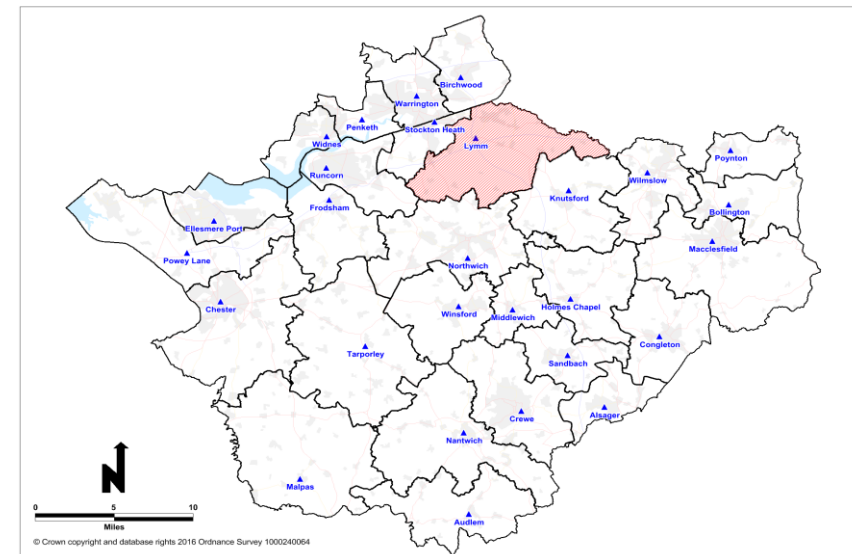 Birchwood
Warrington
Penketh
Stockton Heath
Widnes
Lymm
Poynton
Runcorn
Wilmslow
Knutsford
Frodsham
Bollington
Ellesmere Port
Macclesfield
Powey Lane
Northwich
Chester
Winsford
Middlewich
Holmes Chapel
Congleton
Tarporley
Sandbach
Crewe
Alsager
Nantwich
Malpas
Audlem
N
0 5 10
Miles
© Crown copyright and database rights 2016 Ordnance Survey 1000240064